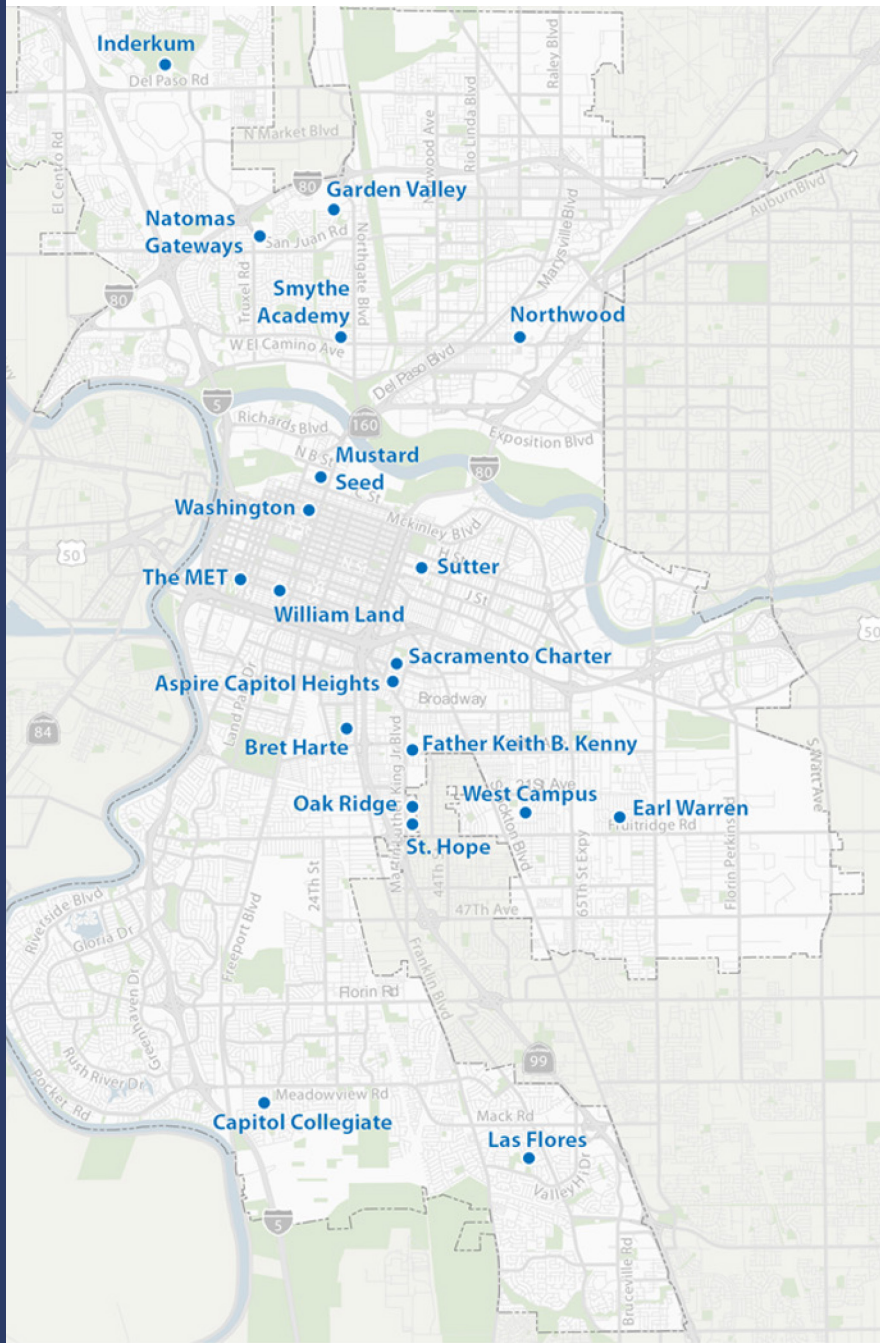 Inderkum
Del Paso Rd
El Centro Rd
N Market Blvd
Raley Blvd
Rio Linda Blvd
Norwood Ave
80
Garden Valley
Natomas
Gateways
San Juan Rd
Truxel Rd
Northgate Blvd
Marysville Blvd
Auburn Blvd
80
Smythe
Academy
W El Camino Ave
Northwood
Del Paso Blvd
5
160
Richards Blvd
Exposition Blvd
N B St
Mustard
Seed
80
C St
Washington
Mckinley Blvd
50
H St
The MET
Sutter
J St
William Land
50
Sacramento Charter
Aspire Capitol Heights
Broadway
Land Park Dr
84
Bret Harte
Father Keith B. Kenny
Martin Luther King Jr Blvd
21St Ave
S Watt Ave
Oak Ridge
West Campus
Earl Warren
Fruitridge Rd
St. Hope
44Th St
65Th St Expy
Florin Perkins Rd
24Th St
47Th Ave
Riverside Blvd
Gloria Dr
Freeport Blvd
Franklin Blvd
Florin Rd
Greenhaven Dr
Rush River Dr
Pocket Rd
99
Meadowview Rd
Capitol Collegiate
Mack Rd
Las Flores
Valley Hi Dr
5
Bruceville Rd